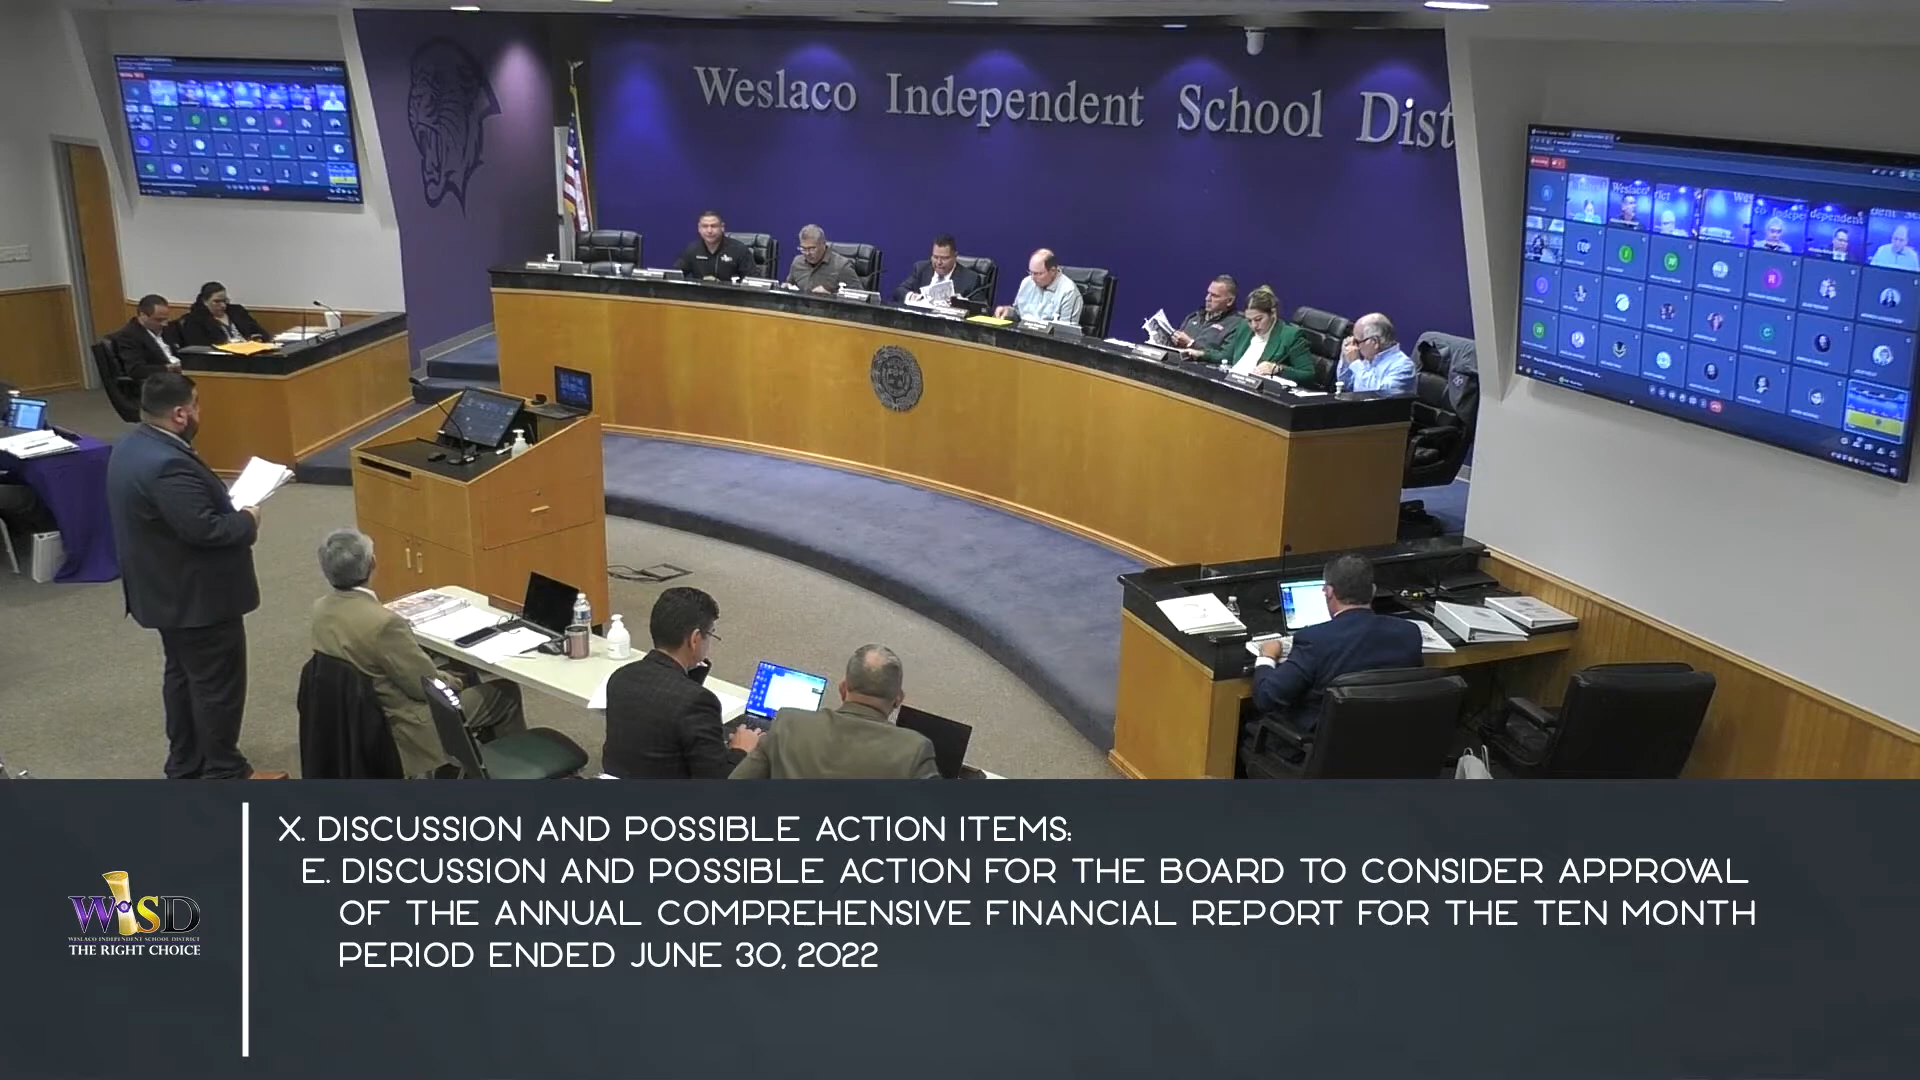 Weslaco Independent School Dist
X. DISCUSSION AND POSSIBLE ACTION ITEMS:
E. DISCUSSION AND POSSIBLE ACTION FOR THE BOARD TO CONSIDER APPROVAL
OF THE ANNUAL COMPREHENSIVE FINANCIAL REPORT FOR THE TEN MONTH
PERIOD ENDED JUNE 30, 2022
WISD
WESLACO INDEPENDENT SCHOOL DISTRICT
THE RIGHT CHOICE